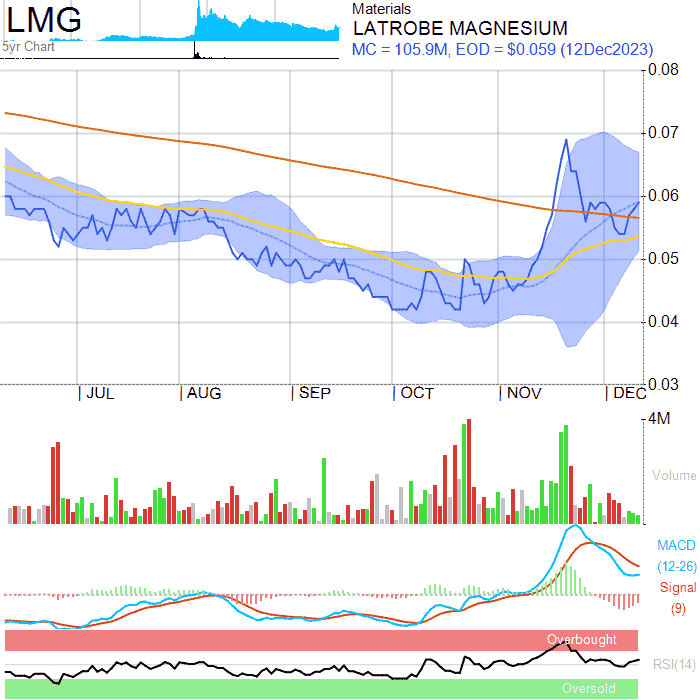 LMG
5yr Chart
Materials
LATROBE MAGNESIUM
MC = 105.9M, EOD = $0.059 (12Dec2023)
0.08
0.07
0.06
0.05
0.04
0.03
JUL AUG SEP OCT NOV DEC
4M
Volume
MACD
(12-26)
Signal
(9)
Overbought
RSI(14)
Oversold